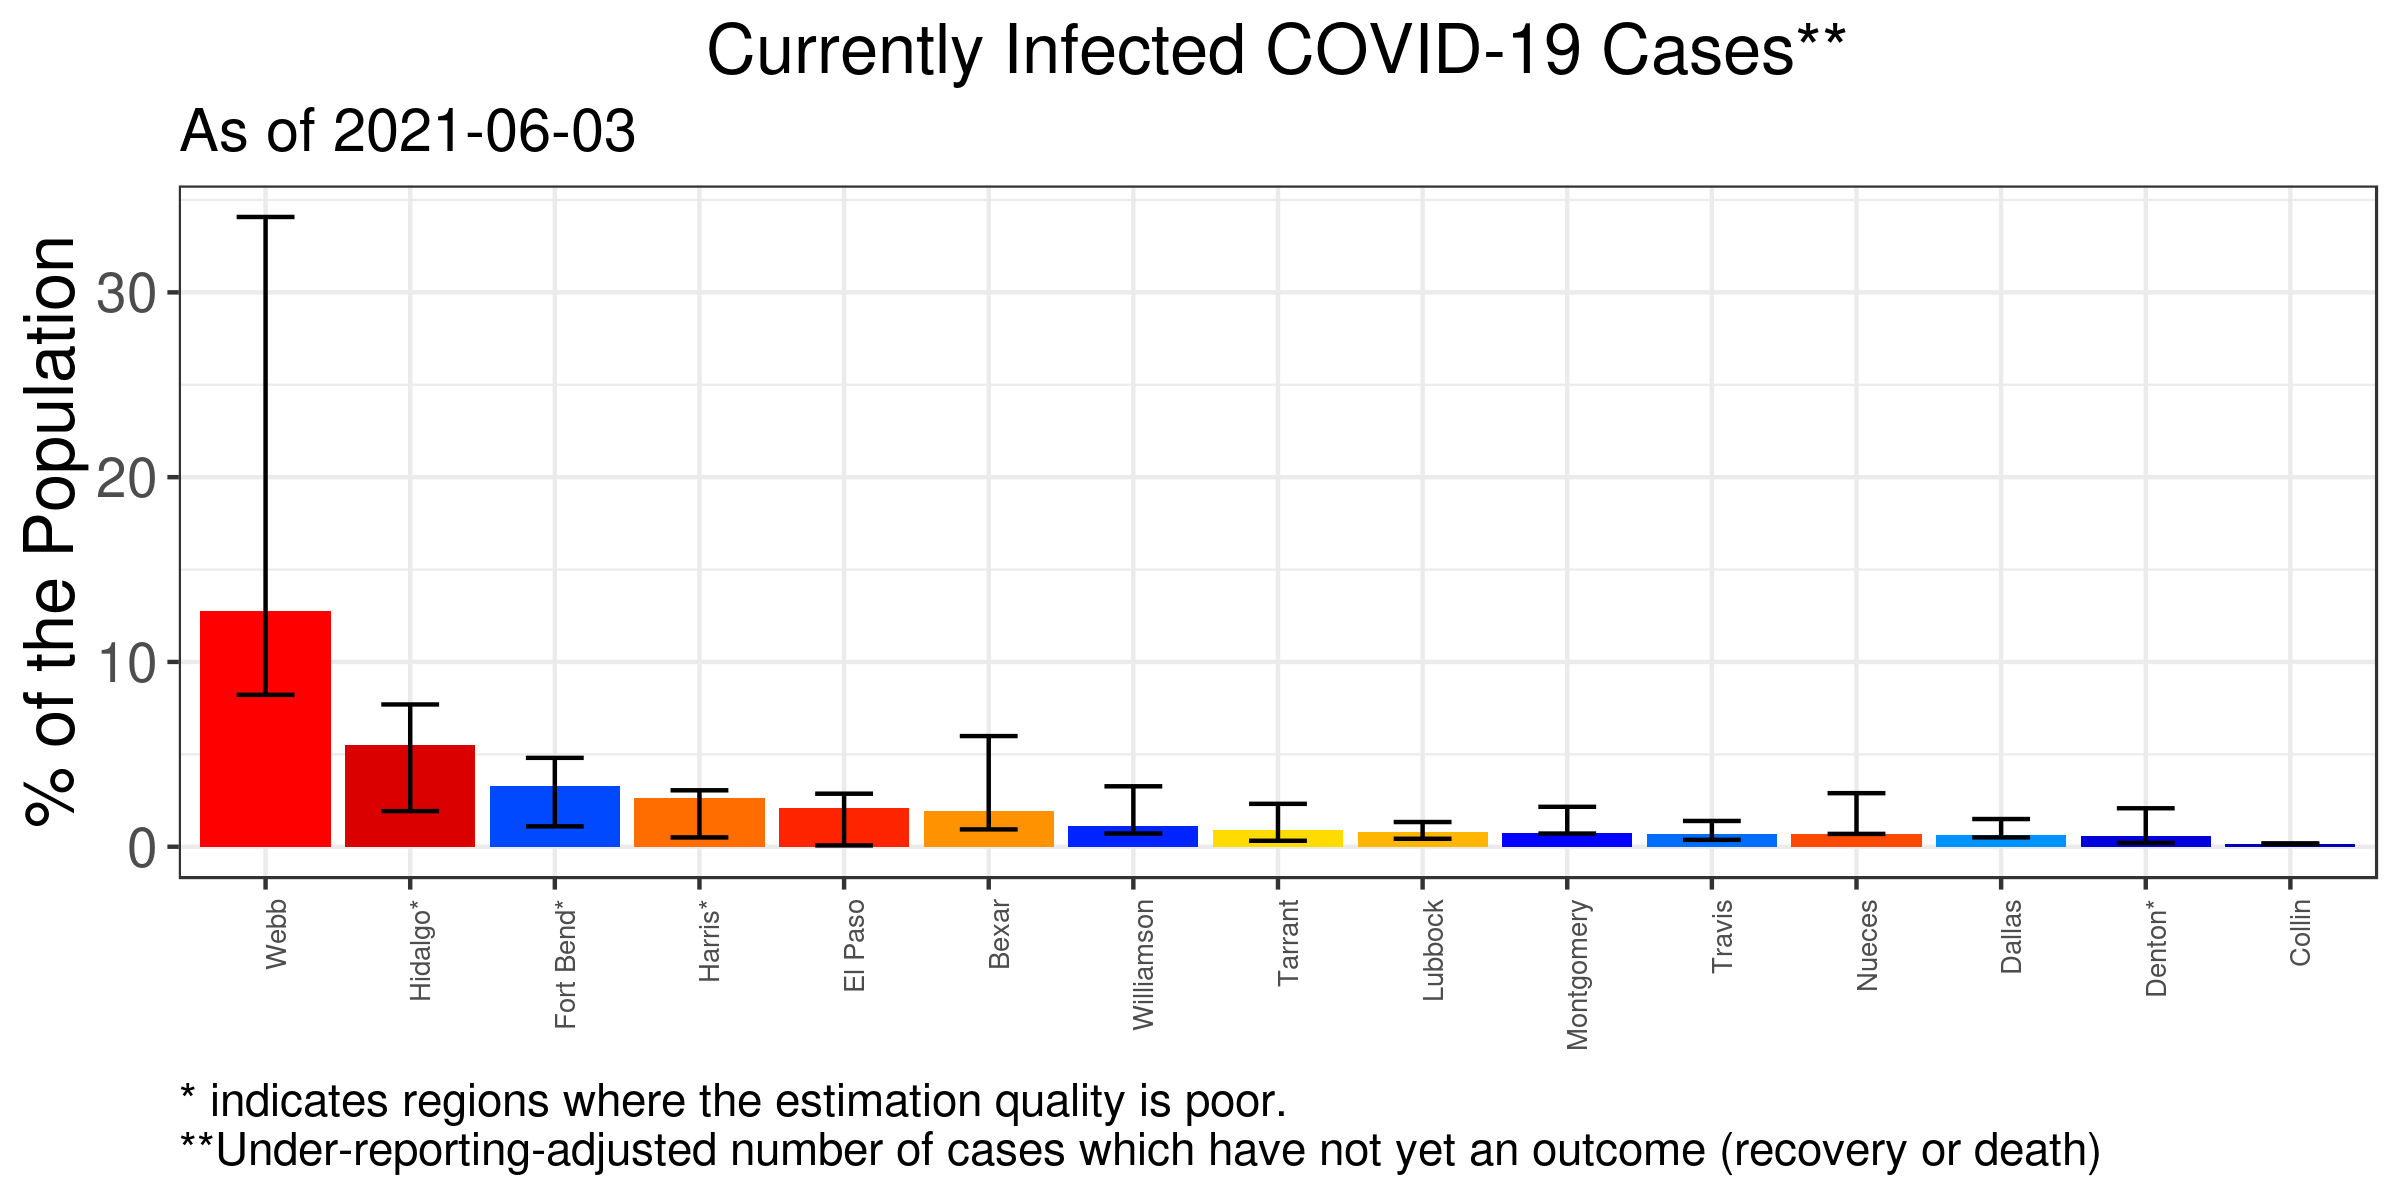 Currently Infected COVID-19 Cases**
As of 2021-06-03
% of the Population
30
20
10
0
Webb
Hidalgo*
Fort Bend*
Harris*
El Paso
Bexar
Williamson
Tarrant
Lubbock
Montgomery
Travis
Nueces
Dallas
Denton*
Collin
* indicates regions where the estimation quality is poor.
**Under-reporting-adjusted number of cases which have not yet an outcome (recovery or death)